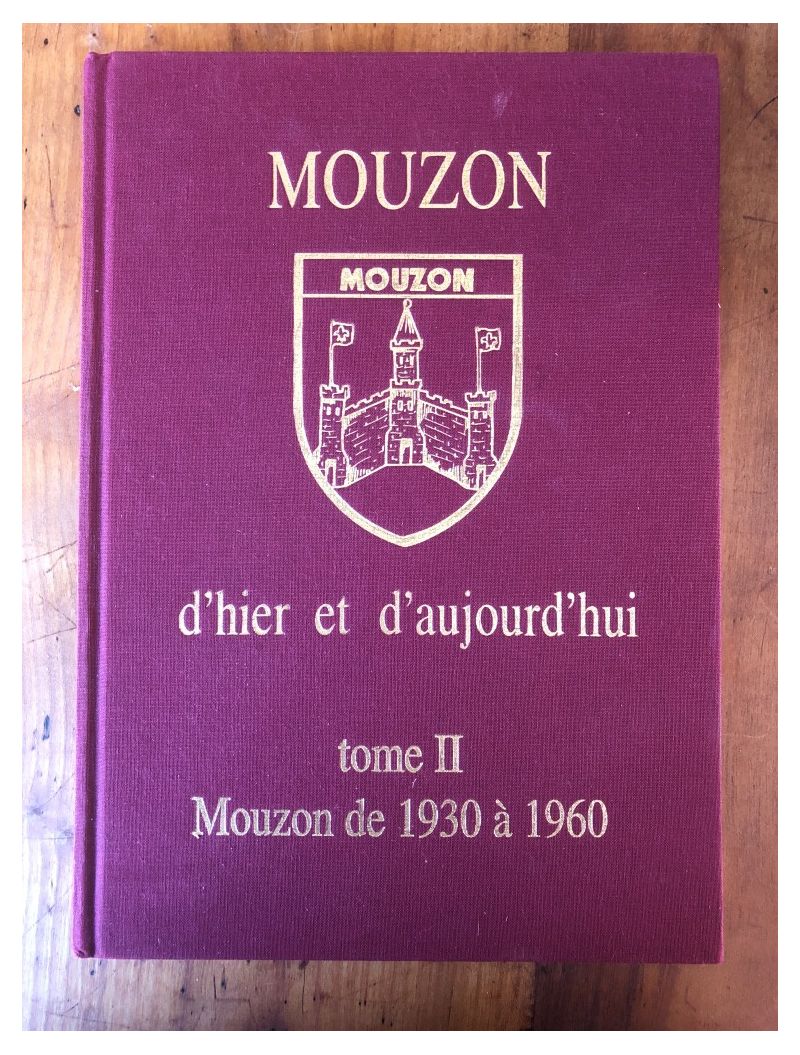 MOUZON
MOUZON
d'hier et d'aujourd'hui
tome II
Mouzon de 1930 à 1960